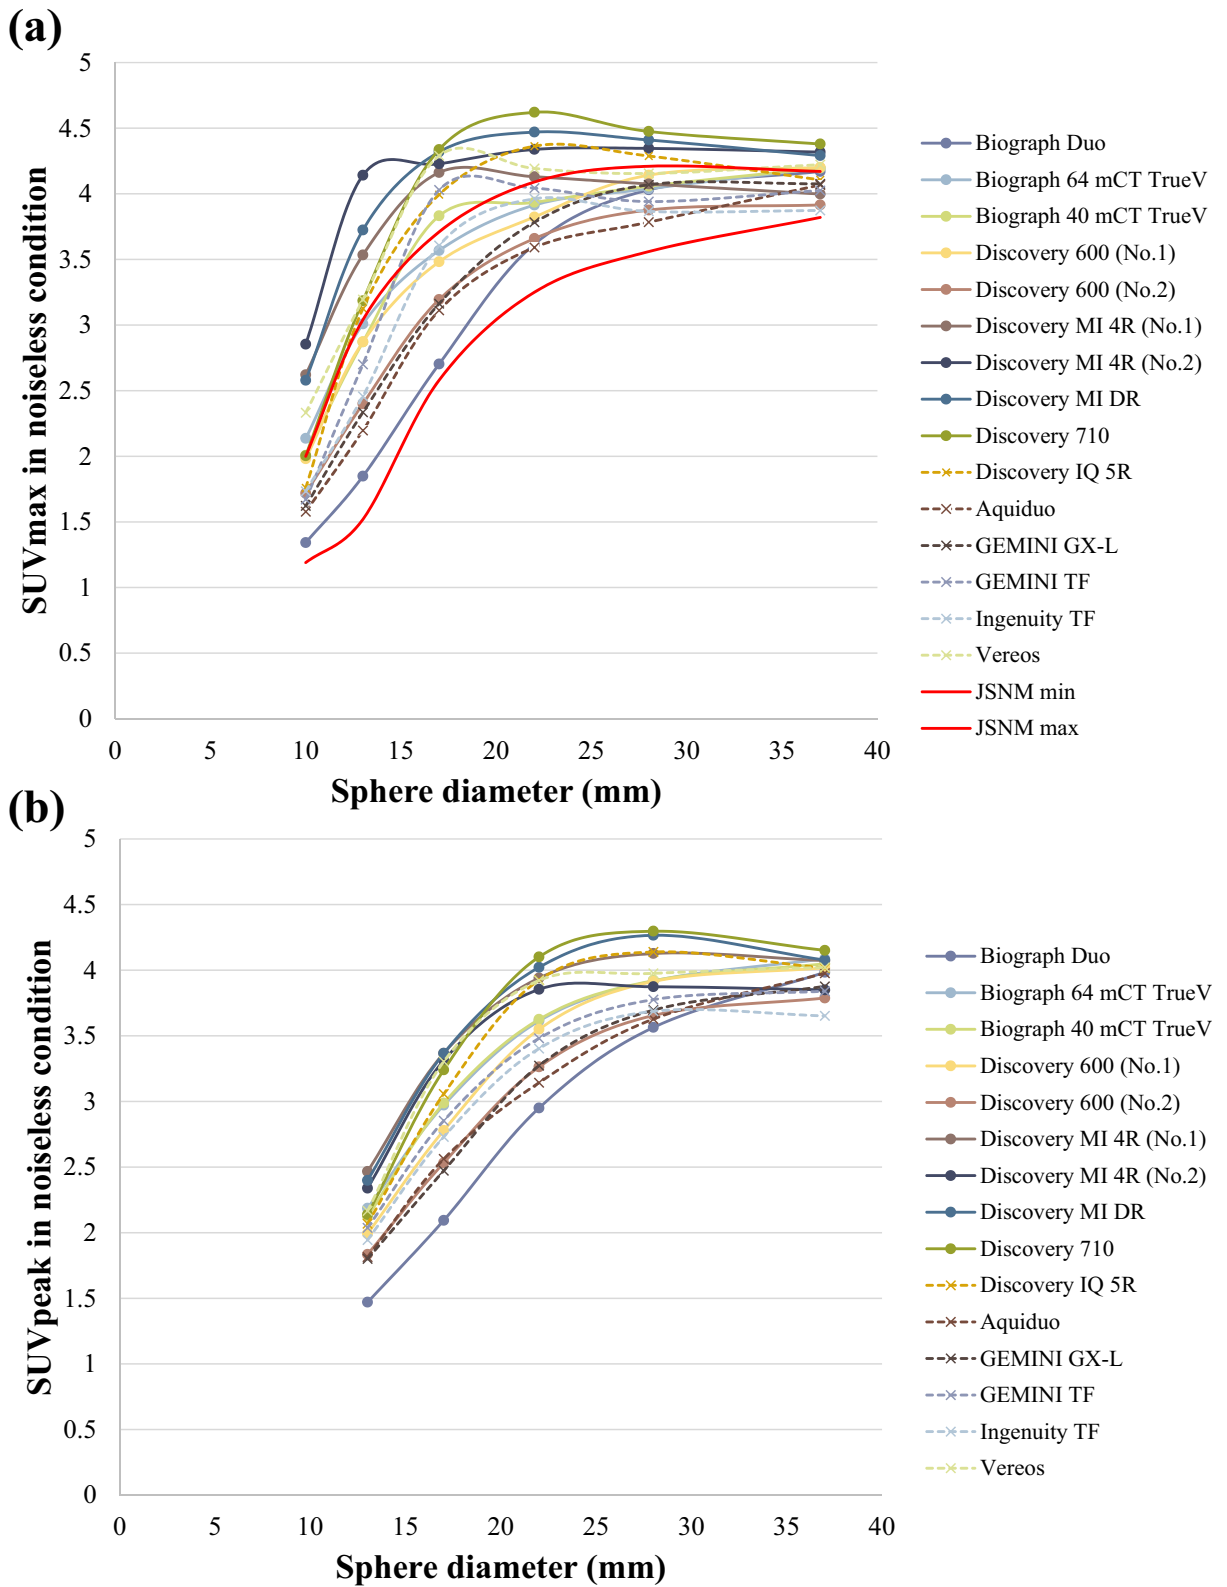 (a)
SUVmax in noiseless condition
5
4.5
4
3.5
3
2.5
2
1.5
1
0.5
0
0 5 10 15 20 25 30 35 40
Sphere diameter (mm)
Biograph Duo
Biograph 64 mCT TrueV
Biograph 40 mCT TrueV
Discovery 600 (No.1)
Discovery 600 (No.2)
Discovery MI 4R (No.1)
Discovery MI 4R (No.2)
Discovery MI DR
Discovery 710
Discovery IQ 5R
Aquiduo
GEMINI GX-L
GEMINI TF
Ingenuity TF
Vereos
JSNM min
JSNM max
(b)
SUVpeak in noiseless condition
5
4.5
4
3.5
3
2.5
2
1.5
1
0.5
0
0 5 10 15 20 25 30 35 40
Sphere diameter (mm)
Biograph Duo
Biograph 64 mCT TrueV
Biograph 40 mCT TrueV
Discovery 600 (No.1)
Discovery 600 (No.2)
Discovery MI 4R (No.1)
Discovery MI 4R (No.2)
Discovery MI DR
Discovery 710
Discovery IQ 5R
Aquiduo
GEMINI GX-L
GEMINI TF
Ingenuity TF
Vereos